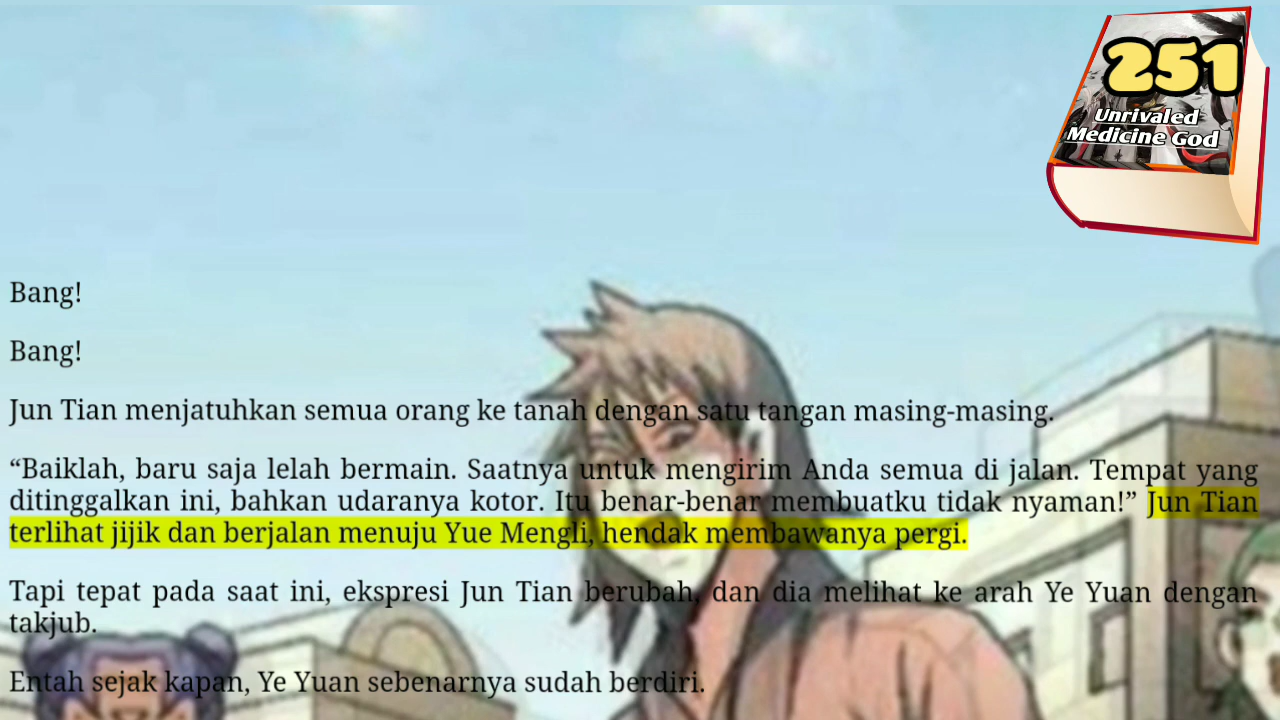 251
Unrivaled
Medicine God
Bang!
Bang!
Jun Tian menjatuhkan semua orang ke tanah dengan satu tangan masing-masing.
“Baiklah, baru saja lelah bermain. Saatnya untuk mengirim Anda semua di jalan. Tempat yang
ditinggalkan ini, bahkan udaranya kotor. Itu benar-benar membuatku tidak nyaman!” Jun Tian
terlihat jijik dan berjalan menuju Yue Mengli, hendak membawanya pergi.
Tapi tepat pada saat ini, ekspresi Jun Tian berubah, dan dia melihat ke arah Ye Yuan dengan
takjub.
Entah sejak kapan, Ye Yuan sebenarnya sudah berdiri.